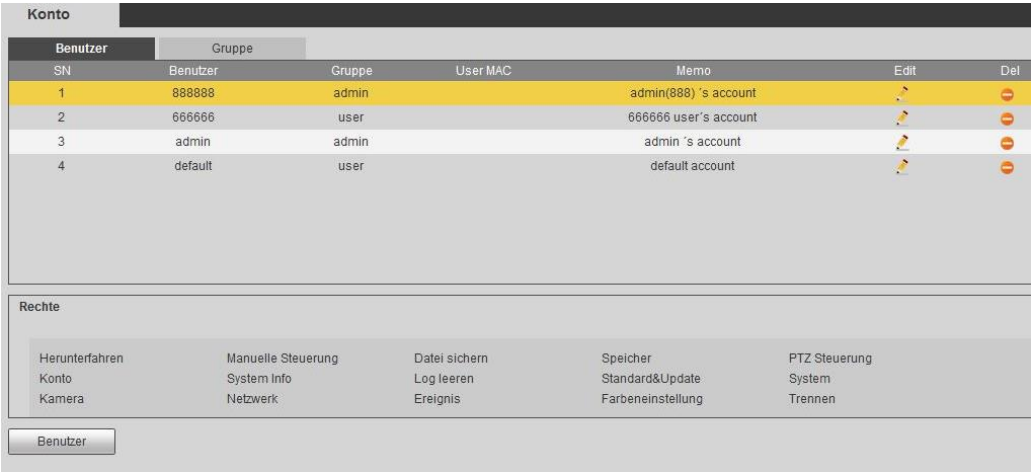 Konto
Benutzer Gruppe
SN Benutzer Gruppe User MAC Memo Edit Del
1 888888 admin admin(888) ´s account
2 666666 user 666666 user´s account
3 admin admin admin ´s account
4 default user default account
Rechte
Herunterfahren Manuelle Steuerung Datei sichern Speicher PTZ Steuerung
Konto System Info Log leeren Standard&Update System
Kamera Netzwerk Ereignis Farbeneinstellung Trennen
Benutzer